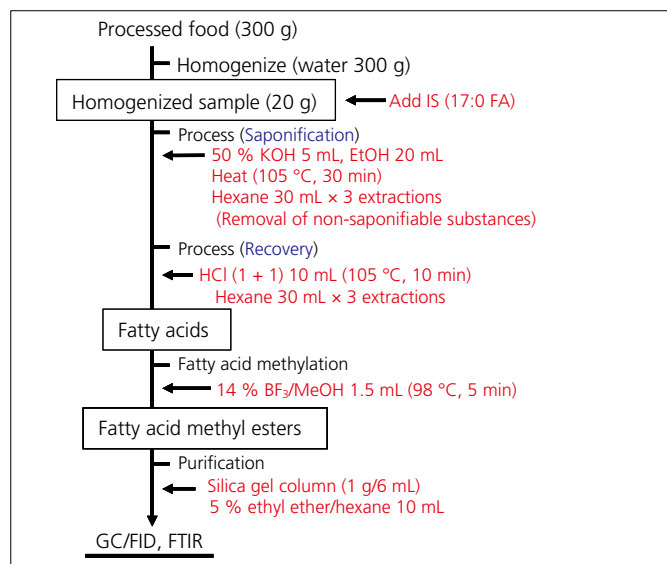 Processed food (300 g)
Homogenize (water 300 g)
Homogenized sample (20 g)
Add IS (17:0 FA)
Process (Saponification)
50 % KOH 5 mL, EtOH 20 mL
Heat (105 °C, 30 min)
Hexane 30 mL × 3 extractions
(Removal of non-saponifiable substances)
Process (Recovery)
HCl (1 + 1) 10 mL (105 °C, 10 min)
Hexane 30 mL × 3 extractions
Fatty acids
Fatty acid methylation
14 % BF₃/MeOH 1.5 mL (98 °C, 5 min)
Fatty acid methyl esters
Purification
Silica gel column (1 g/6 mL)
5 % ethyl ether/hexane 10 mL
GC/FID, FTIR